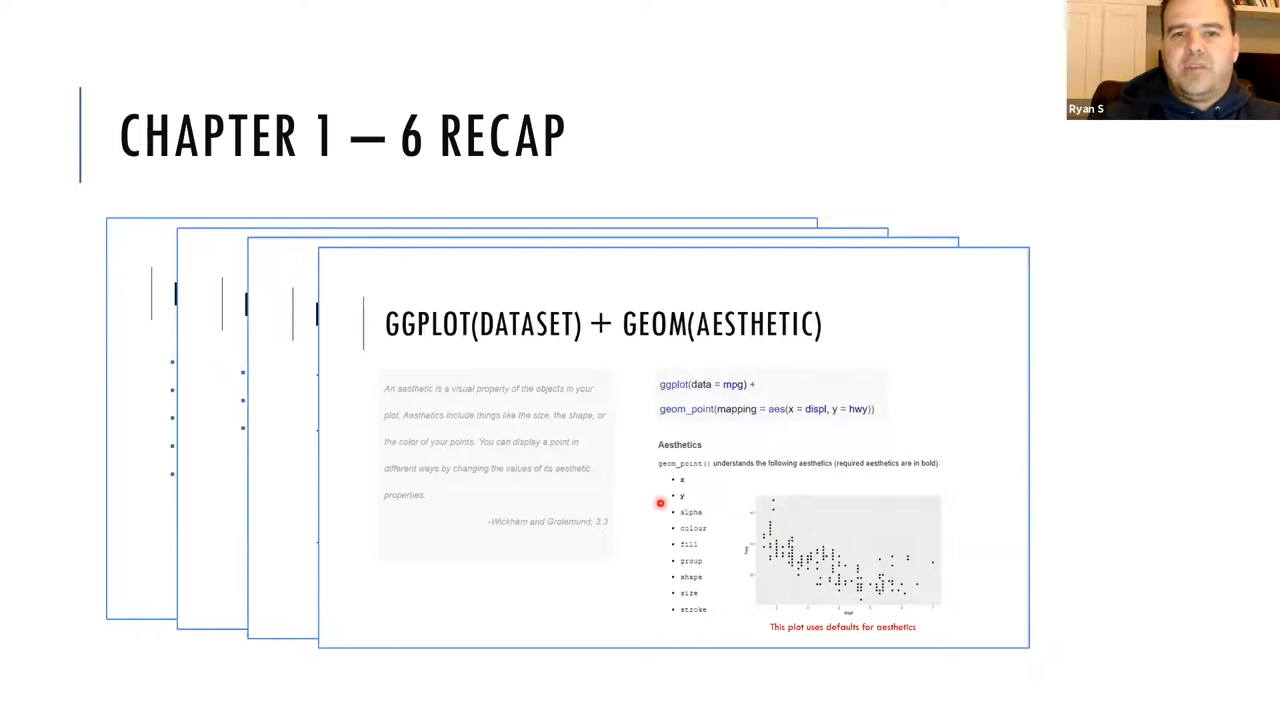 Ryan S
CHAPTER 1 – 6 RECAP
GGPLOT(DATASET) + GEOM(AESTHETIC)
An aesthetic is a visual property of the objects in your
plot. Aesthetics include things like the size, the shape, or
the color of your points. You can display a point in
different ways by changing the values of its aesthetic
properties.
-Wickham and Grolemund, 3.3
ggplot(data = mpg) +
geom_point(mapping = aes(x = displ, y = hwy))
Aesthetics
geom_point() understands the following aesthetics (required aesthetics are in bold):
• x
• y
• alpha
• colour
• fill
• group
• shape
• size
• stroke
hwy
displ
This plot uses defaults for aesthetics